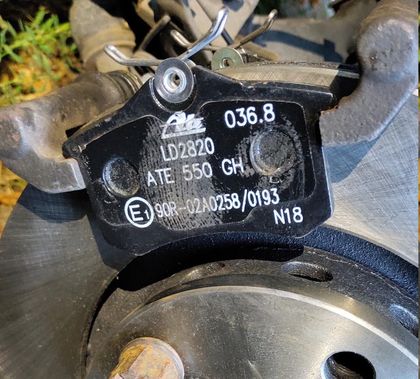 Ate 036.8
LD2820
ATE 550 GH
E1 90R-02A0258/0193
N18